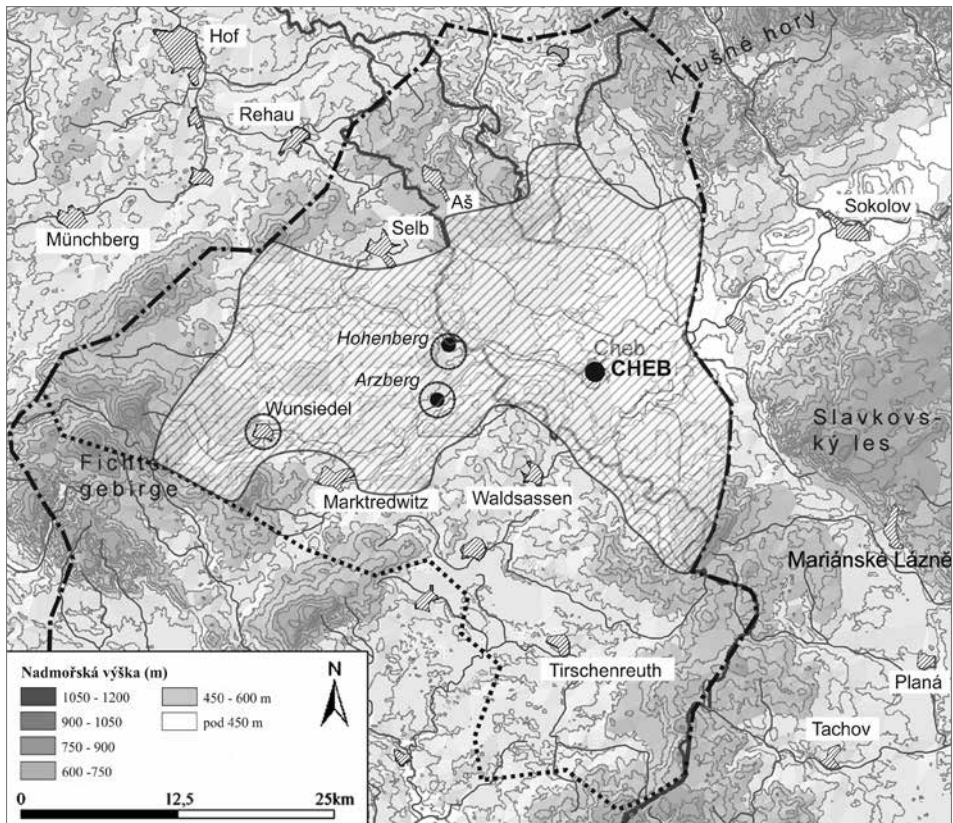 Hof
Krušné hory
Rehau
Aš
Sokolov
Münchberg
Selb
Hohenberg
Cheb
CHEB
Arzberg
Wunsiedel
Slavkovs-
ký les
Fichtel-
gebirge
Marktredwitz
Waldsassen
Mariánské Lázně
Tirschenreuth
Planá
Tachov
Nadmořská výška (m)
1050 - 1200
900 - 1050
750 - 900
600 - 750
450 - 600 m
pod 450 m
N
0 12,5 25km